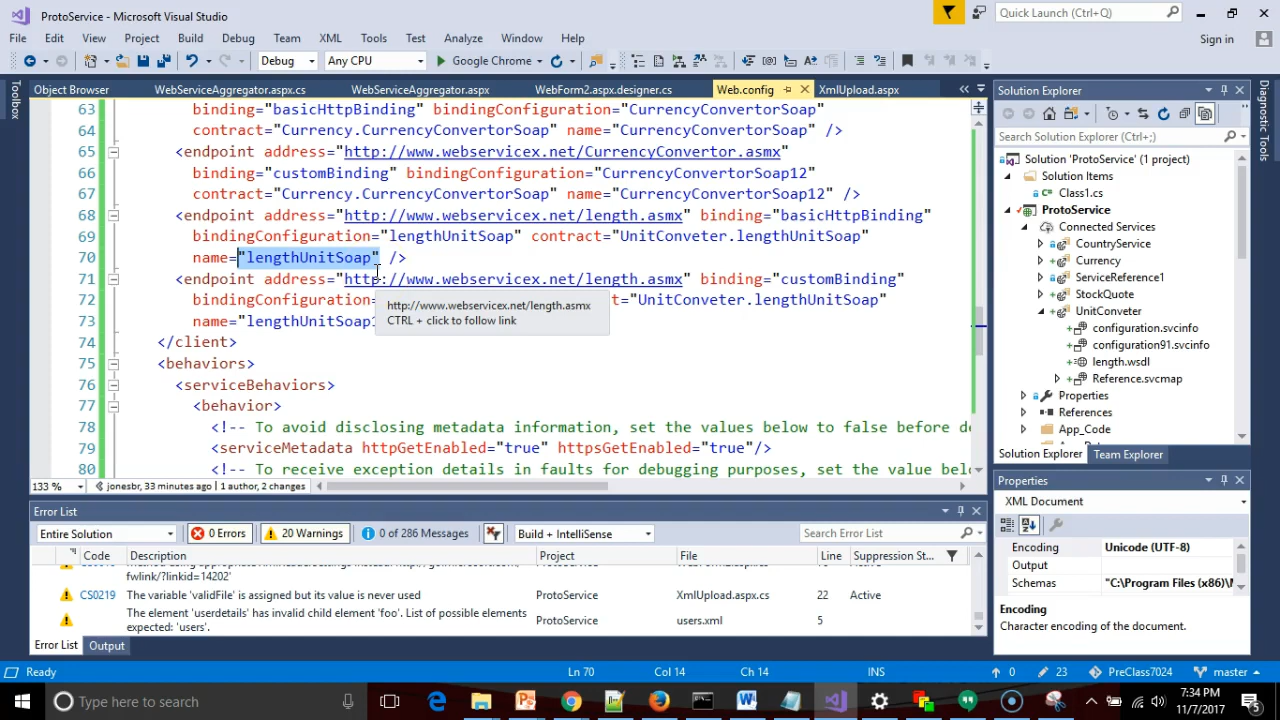 ProtoService - Microsoft Visual Studio
Quick Launch (Ctrl+Q)
File Edit View Project Build Debug Team XML Tools Test Analyze Window Help
Sign in
Debug Any CPU Google Chrome
Toolbox
Object Browser WebServiceAggregator.aspx.cs WebServiceAggregator.aspx WebForm2.aspx.designer.cs Web.config XmlUpload.aspx
63 binding="basicHttpBinding" bindingConfiguration="CurrencyConvertorSoap"
64 contract="Currency.CurrencyConvertorSoap" name="CurrencyConvertorSoap" />
65 <endpoint address="http://www.webservicex.net/CurrencyConvertor.asmx"
66 binding="customBinding" bindingConfiguration="CurrencyConvertorSoap12"
67 contract="Currency.CurrencyConvertorSoap" name="CurrencyConvertorSoap12" />
68 <endpoint address="http://www.webservicex.net/length.asmx" binding="basicHttpBinding"
69 bindingConfiguration="lengthUnitSoap" contract="UnitConveter.lengthUnitSoap"
70 name="lengthUnitSoap" />
71 <endpoint address="http://www.webservicex.net/length.asmx" binding="customBinding"
72 bindingConfiguration t="UnitConveter.lengthUnitSoap"
73 name="lengthUnitSoap1
http://www.webservicex.net/length.asmx
CTRL + click to follow link
74 </client>
75 <behaviors>
76 <serviceBehaviors>
77 <behavior>
78 <!-- To avoid disclosing metadata information, set the values below to false before de
79 <serviceMetadata httpGetEnabled="true" httpsGetEnabled="true"/>
80 <!-- To receive exception details in faults for debugging purposes, set the value belo
133 % jonesbr, 33 minutes ago | 1 author, 2 changes
Error List
Entire Solution 0 Errors 20 Warnings 0 of 286 Messages Build + IntelliSense Search Error List
Code Description Project File Line Suppression St...
fwlink/?linkid=14202'
CS0219 The variable 'validFile' is assigned but its value is never used ProtoService XmlUpload.aspx.cs 22 Active
The element 'userdetails' has invalid child element 'foo'. List of possible elements
expected: 'users'. ProtoService users.xml 5
Error List Output
Solution Explorer
Search Solution Explorer (Ctrl+;)
Solution 'ProtoService' (1 project)
Solution Items
Class1.cs
ProtoService
Connected Services
CountryService
Currency
ServiceReference1
StockQuote
UnitConveter
configuration.svcinfo
configuration91.svcinfo
length.wsdl
Reference.svcmap
Properties
References
App_Code
Solution Explorer Team Explorer
Properties
XML Document
Encoding Unicode (UTF-8)
Output
Schemas "C:\Program Files (x86)\
Encoding
Character encoding of the document.
Diagnostic Tools
Ready Ln 70 Col 14 Ch 14 INS 0 23 PreClass7024 master
Type here to search
7:34 PM
11/7/2017
5